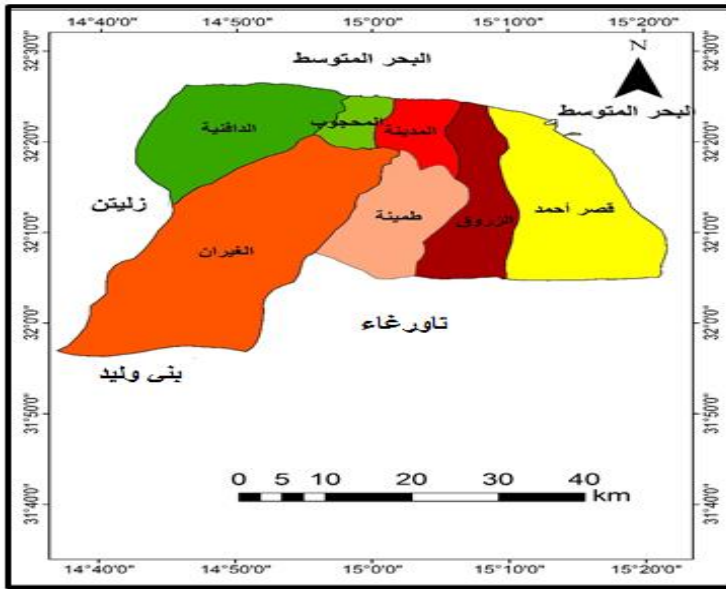 14°40'0" 14°50'0" 15°0'0" 15°10'0" 15°20'0"
32°30'0" 32°30'0"
N
البحر المتوسط
البحر المتوسط
الدافنية
المحجوب
المدينة
32°20'0" 32°20'0"
زليتن
الغيران
طمينة
الزروق
قصر أحمد
32°10'0" 32°10'0"
تاورغاء
32°0'0" 32°0'0"
بني وليد
31°50'0" 31°50'0"
0 5 10 20 30 40
km
31°40'0" 31°40'0"
14°40'0" 14°50'0" 15°0'0" 15°10'0" 15°20'0"